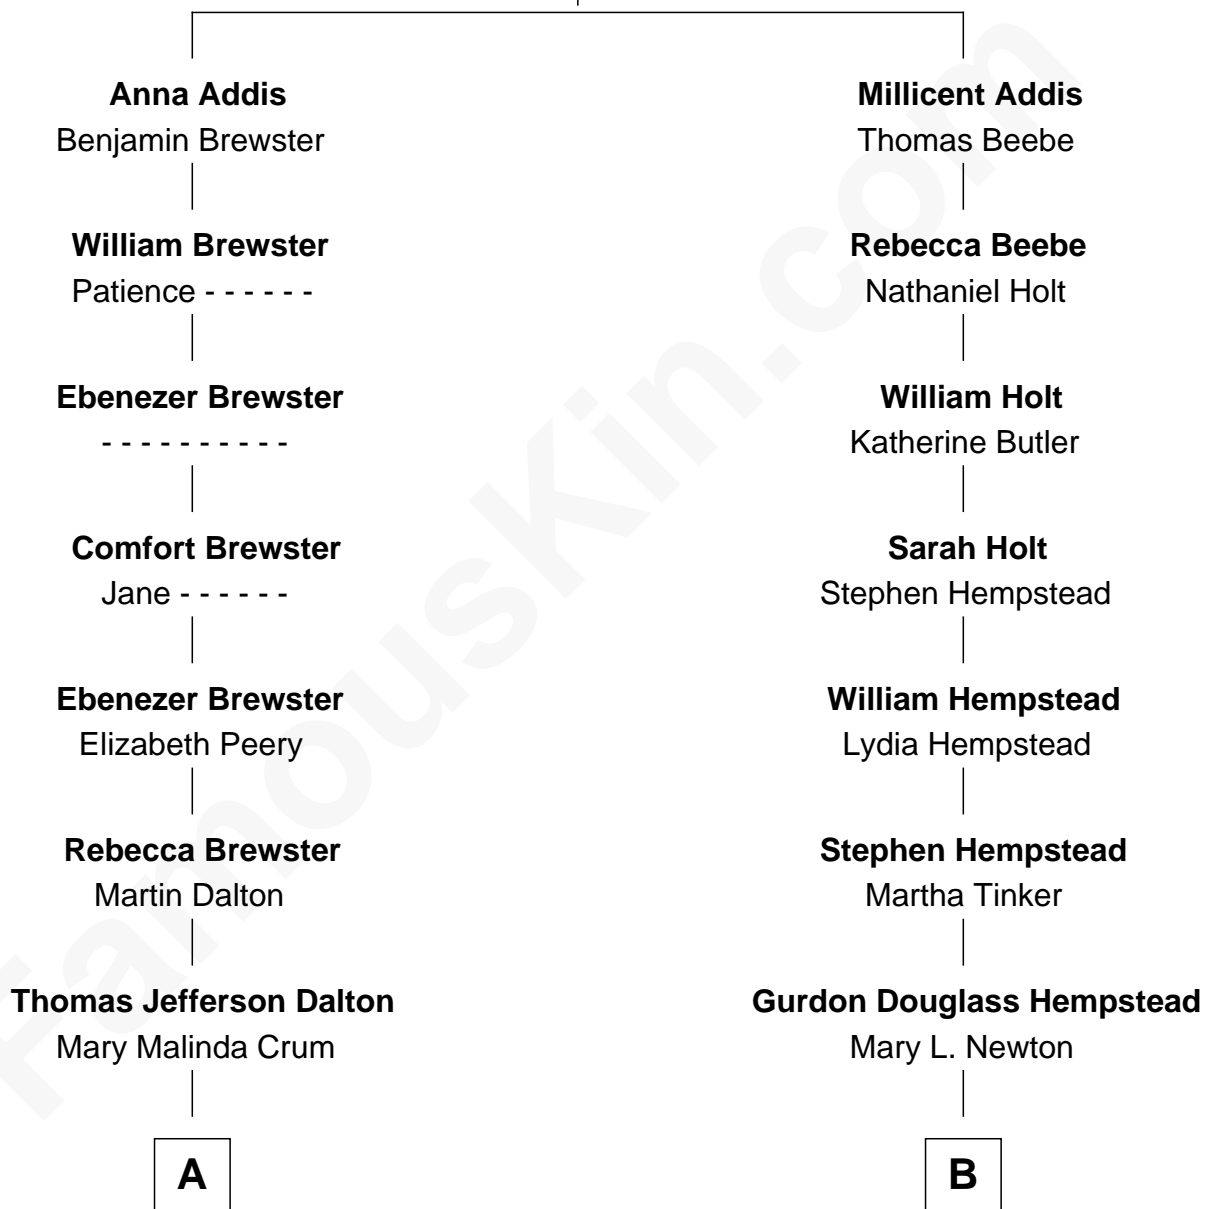 Anna Addis
Benjamin Brewster
William Brewster
Patience - - - - - -
Ebenezer Brewster
- - - - - - - - - -
Comfort Brewster
Jane - - - - - -
Ebenezer Brewster
Elizabeth Peery
Rebecca Brewster
Martin Dalton
Thomas Jefferson Dalton
Mary Malinda Crum
A
Millicent Addis
Thomas Beebe
Rebecca Beebe
Nathaniel Holt
William Holt
Katherine Butler
Sarah Holt
Stephen Hempstead
William Hempstead
Lydia Hempstead
Stephen Hempstead
Martha Tinker
Gurdon Douglass Hempstead
Mary L. Newton
B
FamousKin.com